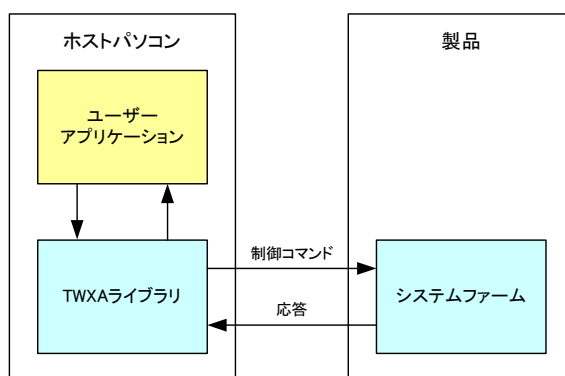 ホストパソコン
製品
ユーザー
アプリケーション
制御コマンド
TWXAライブラリ
システムファーム
応答